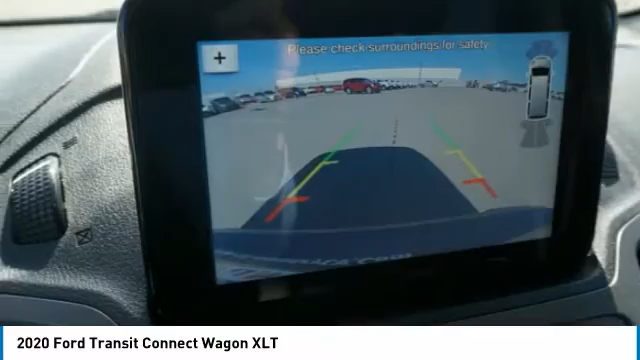 Please check surroundings for safety
+
2020 Ford Transit Connect Wagon XLT